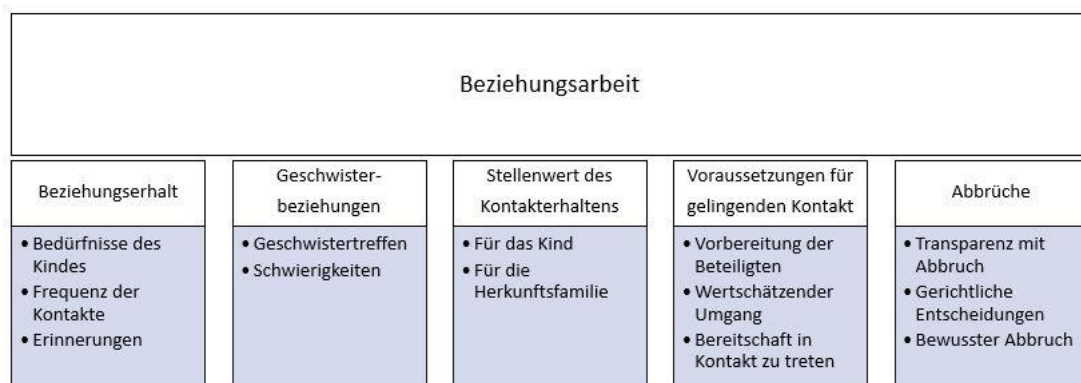 Beziehungsarbeit
Beziehungserhalt
• Bedürfnisse des
Kindes
• Frequenz der
Kontakte
• Erinnerungen
Geschwister-
beziehungen
• Geschwistertreffen
• Schwierigkeiten
Stellenwert des
Kontakterhaltens
• Für das Kind
• Für die
Herkunftsfamilie
Voraussetzungen für
gelingenden Kontakt
• Vorbereitung der
Beteiligten
• Wertschätzender
Umgang
• Bereitschaft in
Kontakt zu treten
Abbrüche
• Transparenz mit
Abbruch
• Gerichtliche
Entscheidungen
• Bewusster Abbruch